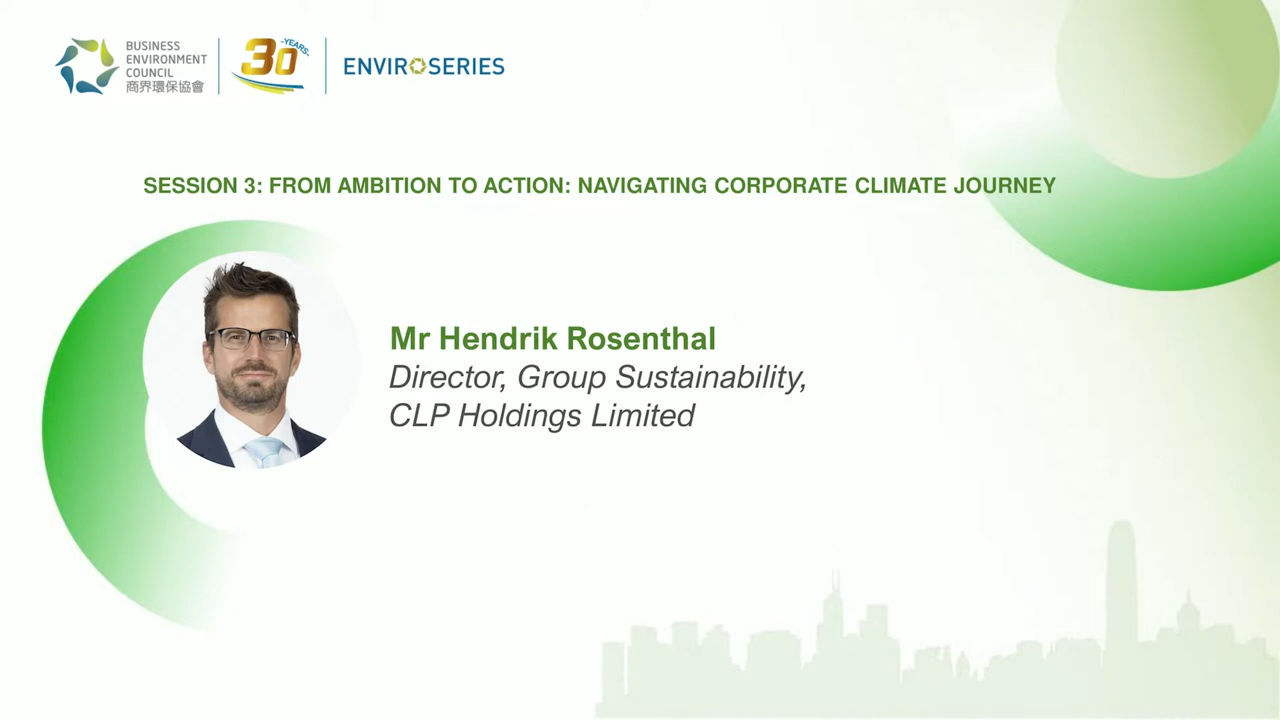 BUSINESS
ENVIRONMENT
COUNCIL
商界環保協會
30
-YEARS-
ENVIROSERIES
SESSION 3: FROM AMBITION TO ACTION: NAVIGATING CORPORATE CLIMATE JOURNEY
Mr Hendrik Rosenthal
Director, Group Sustainability,
CLP Holdings Limited